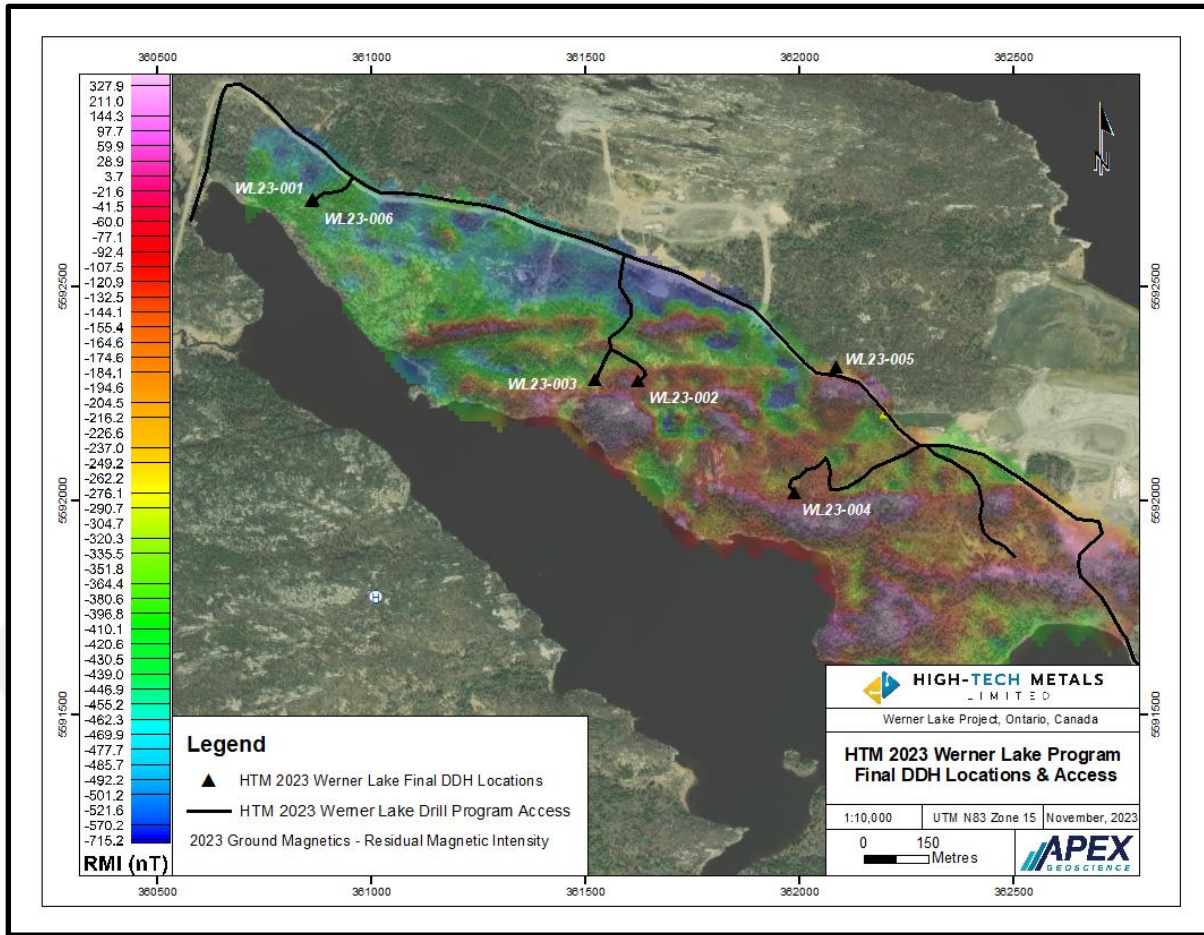 360500 361000 361500 362000 362500
327.9
211.0
144.3
97.7
59.9
28.9
3.7
-21.6
-41.5
-60.0
-77.1
-92.4
-107.5
-120.9
-132.5
-144.1
-155.4
-164.6
-174.6
-184.1
-194.6
-204.5
-216.2
-226.6
-237.0
-249.2
-262.2
-276.1
-290.7
-304.7
-320.3
-335.5
-351.8
-364.4
-380.6
-396.8
-410.1
-420.6
-430.5
-439.0
-446.9
-455.2
-462.3
-469.9
-477.7
-485.7
-492.2
-501.2
-521.6
-570.2
-715.2
RMI (nT)
5592500
5592000
5591500
N
WL23-001
WL23-006
WL23-005
WL23-003
WL23-002
WL23-004
H
5592500
5592000
5591500
Legend
HTM 2023 Werner Lake Final DDH Locations
HTM 2023 Werner Lake Drill Program Access
2023 Ground Magnetics - Residual Magnetic Intensity
HIGH-TECH METALS
LIMITED
Werner Lake Project, Ontario, Canada
HTM 2023 Werner Lake Program
Final DDH Locations & Access
1:10,000 UTM N83 Zone 15 November, 2023
0 150
Metres
APEX
GEOSCIENCE
360500 361000 361500 362000 362500